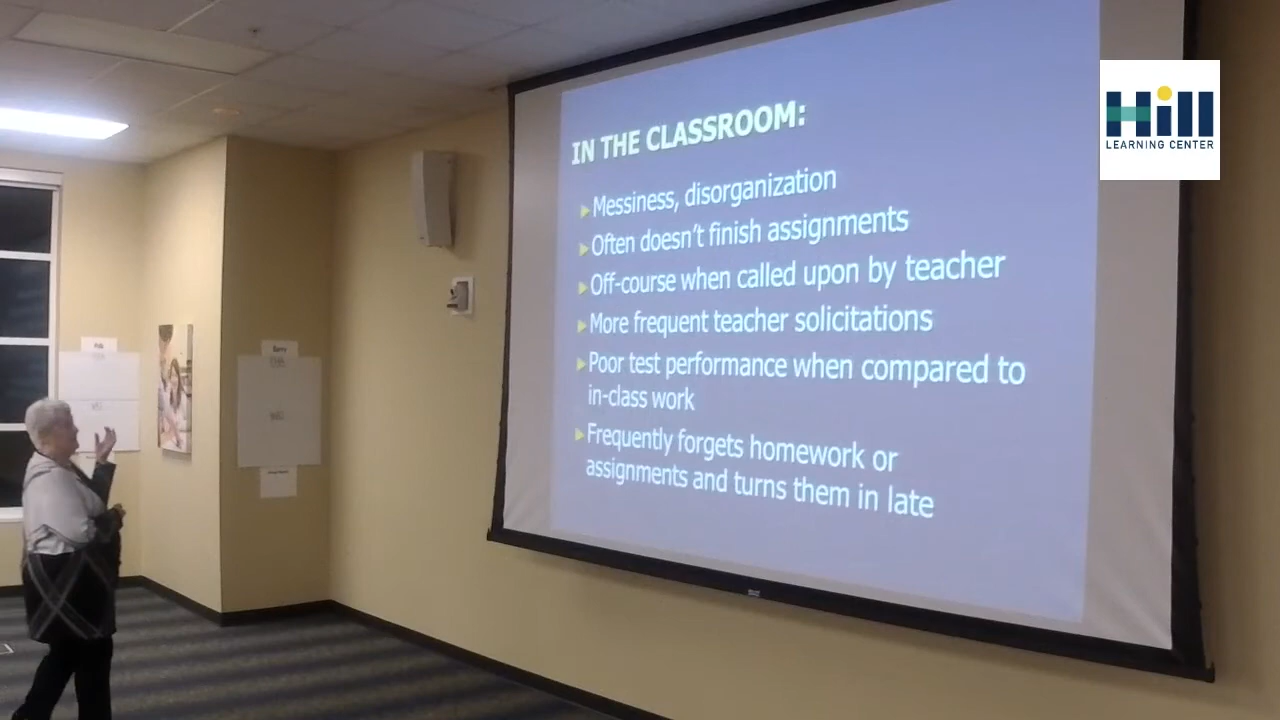 IN THE CLASSROOM:
Messiness, disorganization
Often doesn't finish assignments
Off-course when called upon by teacher
More frequent teacher solicitations
Poor test performance when compared to
in-class work
Frequently forgets homework or
assignments and turns them in late
Hill
LEARNING CENTER